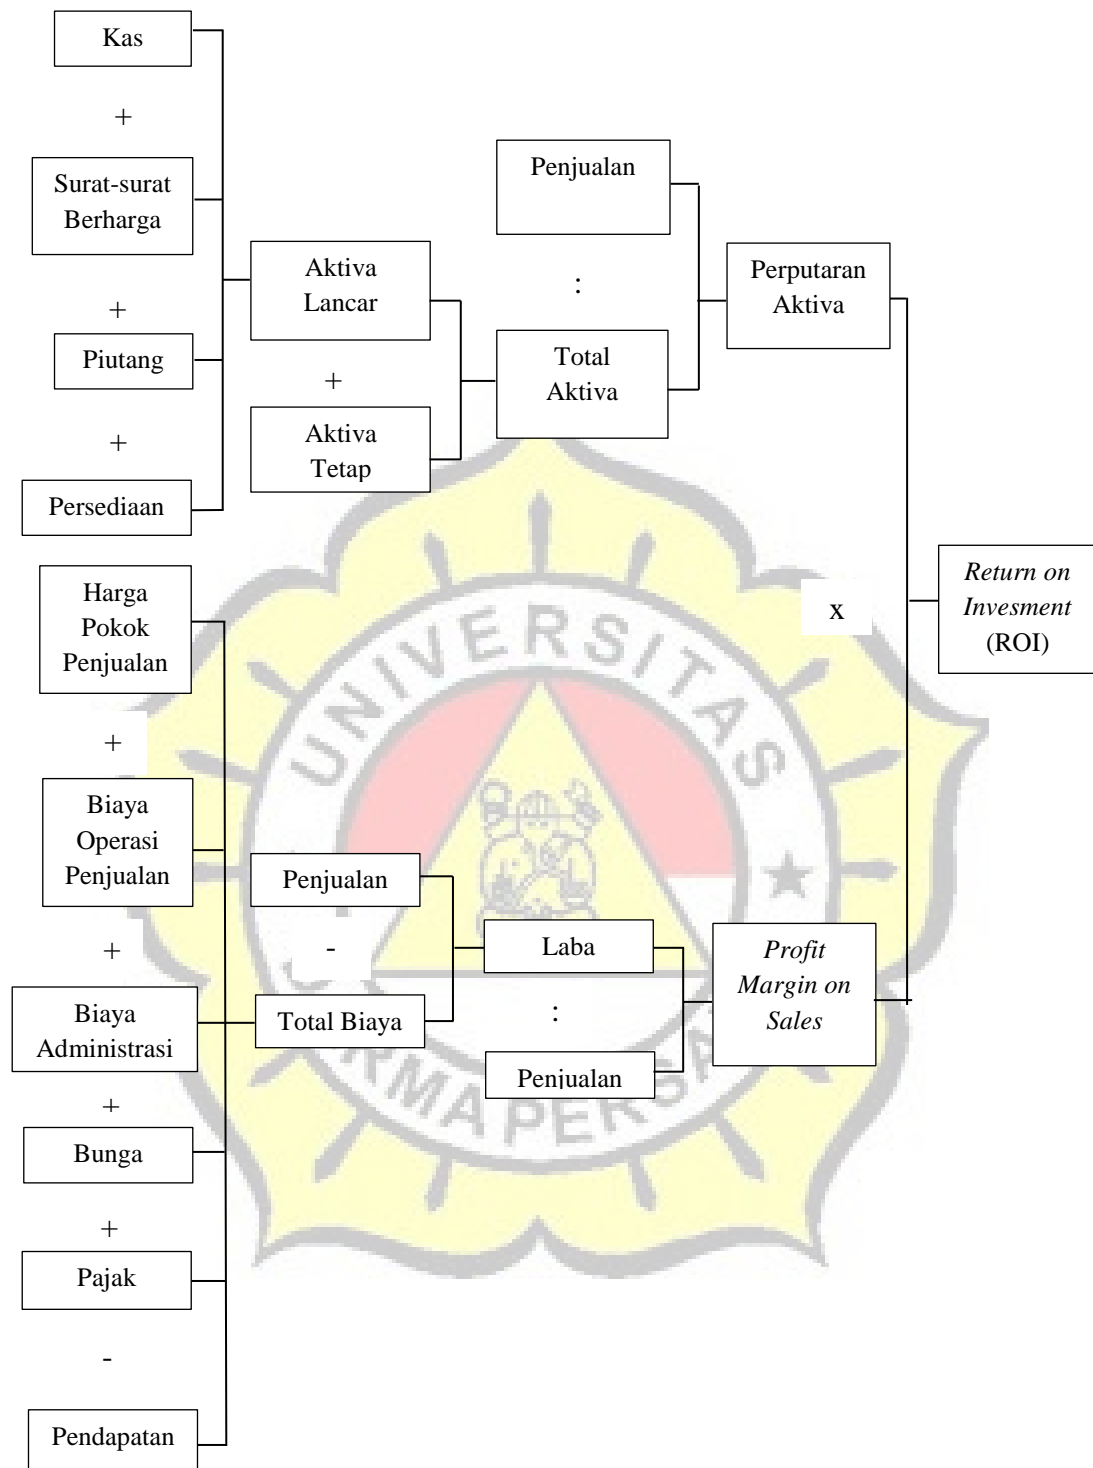 Kas
+
Surat-surat
Berharga
+
Piutang
+
Persediaan
Aktiva
Lancar
+
Aktiva
Tetap
Penjualan
:
Total
Aktiva
Perputaran
Aktiva
x
Return on
Invesment
(ROI)
Harga
Pokok
Penjualan
+
Biaya
Operasi
Penjualan
+
Biaya
Administrasi
+
Bunga
+
Pajak
-
Pendapatan
Penjualan
-
Total Biaya
Laba
:
Penjualan
Profit
Margin on
Sales
UNIVERSITAS